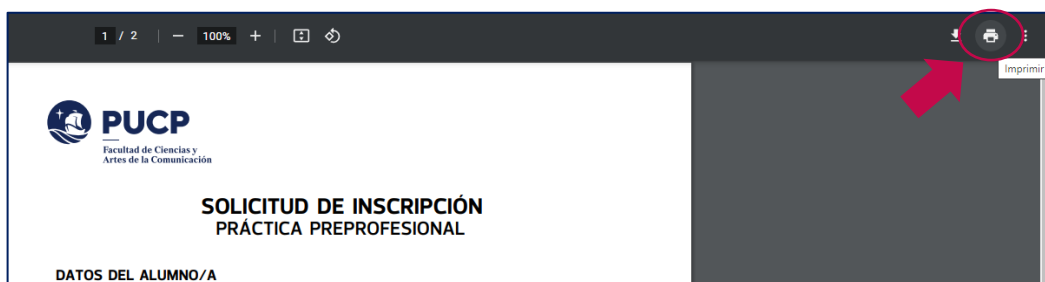 1 / 2 | — 100% + |
Imprimir
PUCP
Facultad de Ciencias y
Artes de la Comunicación
SOLICITUD DE INSCRIPCIÓN
PRÁCTICA PREPROFESIONAL
DATOS DEL ALUMNO/A